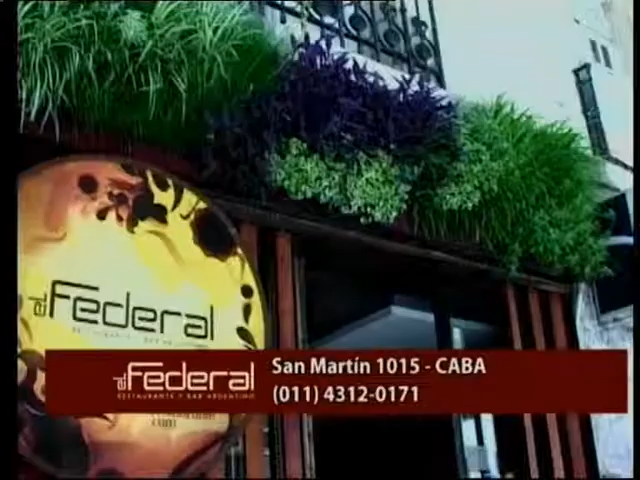 el Federal
el Federal
RESTAURANTE Y BAR ARGENTINO
San Martín 1015 - CABA
(011) 4312-0171